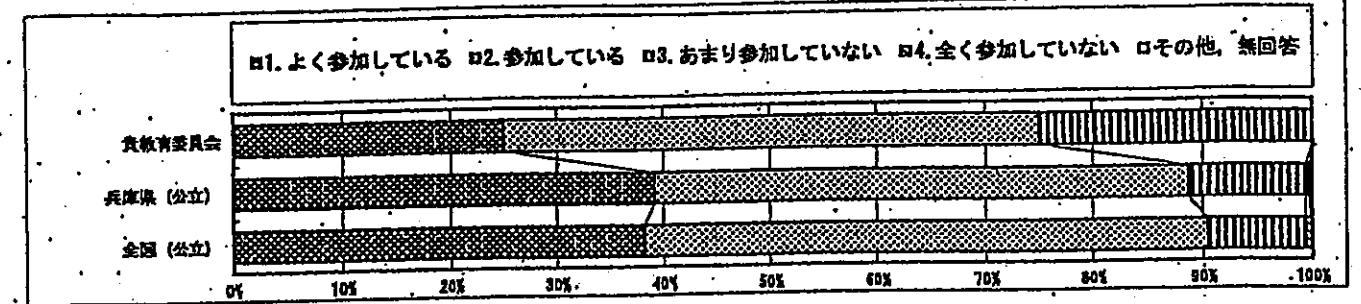 1.よく参加している 2.参加している 3.あまり参加していない 4.全く参加していない その他，無回答
貴教育委員会
兵庫県（公立）
全国（公立）
0% 10% 20% 30% 40% 50% 60% 70% 80% 90% 100%